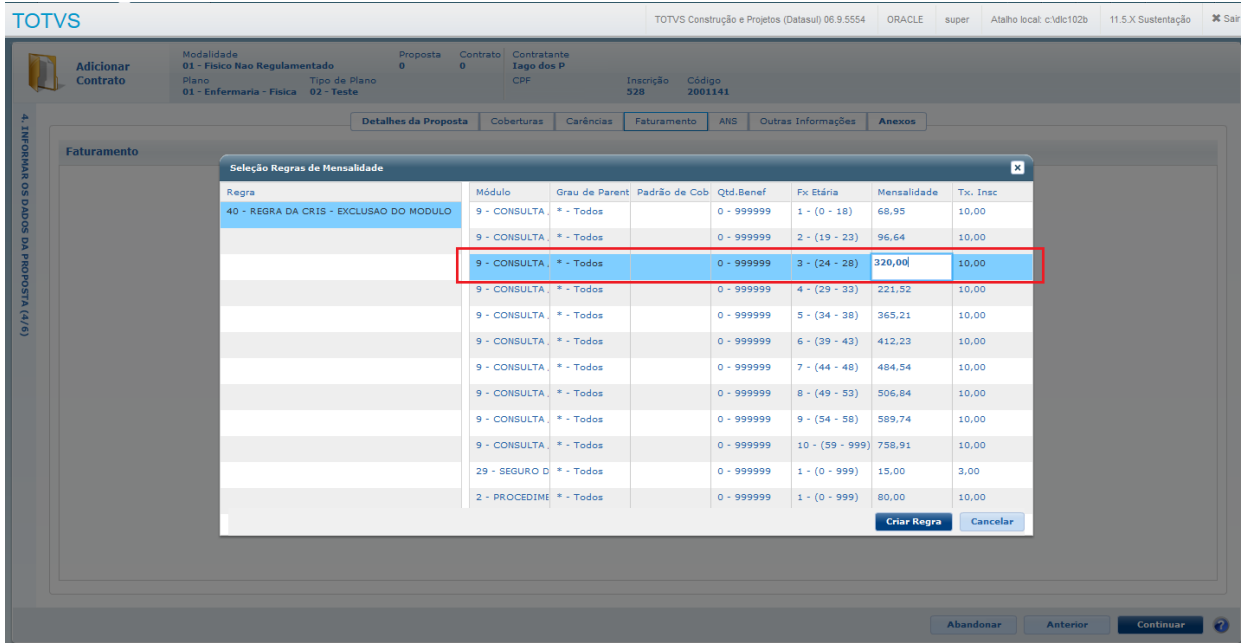 TOTVS
TOTVS Construção e Projetos (Datasul) 06.9.5554 ORACLE super Atalho local: c:\dlc102b 11.5.X Sustentação ✖ Sair
Adicionar Contrato
Modalidade Proposta Contrato Contratante
01 - Fisico Nao Regulamentado 0 0 Iago dos P
Plano Tipo de Plano CPF Inscrição Código
01 - Enfermaria - Fisica 02 - Teste 528 2001141
4. INFORMAR OS DADOS DA PROPOSTA (4/6)
Detalhes da Proposta Coberturas Carências Faturamento ANS Outras Informações Anexos
Faturamento
Seleção Regras de Mensalidade
Regra Módulo Grau de Parent Padrão de Cob Qtd.Benef Fx Etária Mensalidade Tx. Insc
40 - REGRA DA CRIS - EXCLUSAO DO MODULO 9 - CONSULTA . * - Todos 0 - 999999 1 - (0 - 18) 68,95 10,00
9 - CONSULTA . * - Todos 0 - 999999 2 - (19 - 23) 96,64 10,00
9 - CONSULTA . * - Todos 0 - 999999 3 - (24 - 28) 320,00 10,00
9 - CONSULTA . * - Todos 0 - 999999 4 - (29 - 33) 221,52 10,00
9 - CONSULTA . * - Todos 0 - 999999 5 - (34 - 38) 365,21 10,00
9 - CONSULTA . * - Todos 0 - 999999 6 - (39 - 43) 412,23 10,00
9 - CONSULTA . * - Todos 0 - 999999 7 - (44 - 48) 484,54 10,00
9 - CONSULTA . * - Todos 0 - 999999 8 - (49 - 53) 506,84 10,00
9 - CONSULTA . * - Todos 0 - 999999 9 - (54 - 58) 589,74 10,00
9 - CONSULTA . * - Todos 0 - 999999 10 - (59 - 999) 758,91 10,00
29 - SEGURO D * - Todos 0 - 999999 1 - (0 - 999) 15,00 3,00
2 - PROCEDIME * - Todos 0 - 999999 1 - (0 - 999) 80,00 10,00
Criar Regra Cancelar
Abandonar Anterior Continuar ?